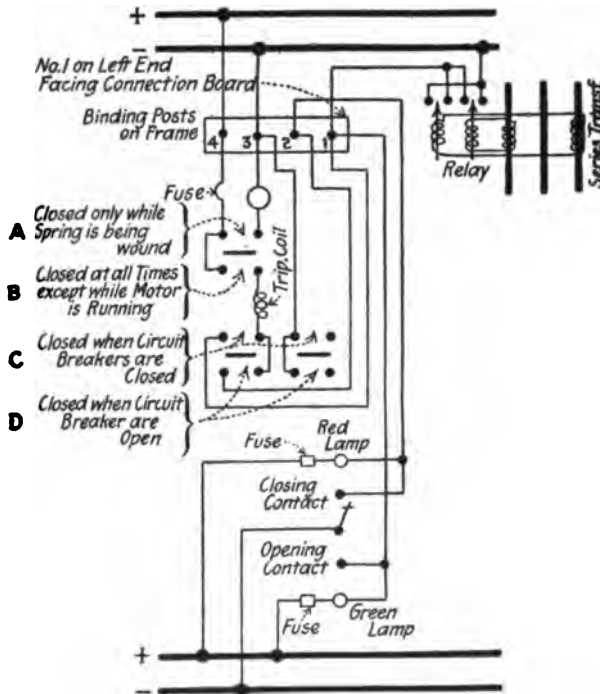 +
−
No.1 on Left End
Facing Connection Board
Binding Posts
on Frame
4 3 2 1
Relay
Series Transf.
Fuse
A Closed only while
Spring is being
wound
B Closed at all Times
except while Motor
is Running
Trip. Coil
C Closed when Circuit
Breakers are
Closed
D Closed when Circuit
Breaker are
Open
Red
Lamp
Fuse
Closing
Contact
Opening
Contact
Fuse
Green
Lamp
+
−